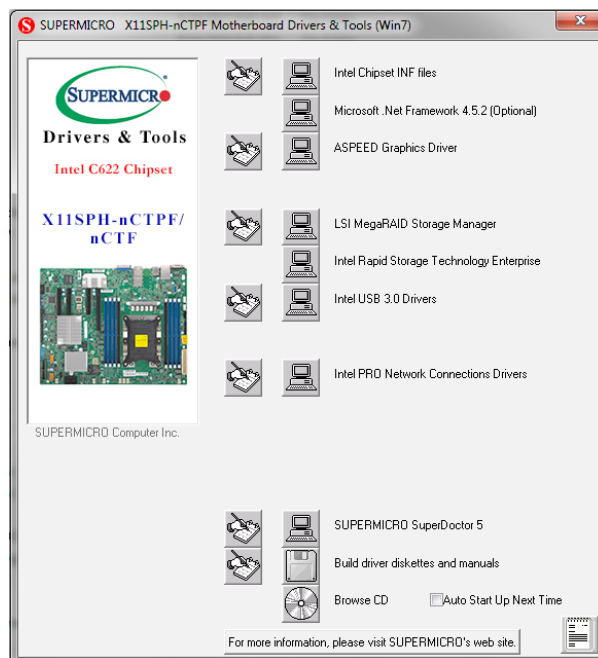 SUPERMICRO X11SPH-nCTPF Motherboard Drivers & Tools (Win7)
SUPERMICRO
Drivers & Tools
Intel C622 Chipset
X11SPH-nCTPF/
nCTF
SUPERMICRO Computer Inc.
Intel Chipset INF files
Microsoft .Net Framework 4.5.2 (Optional)
ASPEED Graphics Driver
LSI MegaRAID Storage Manager
Intel Rapid Storage Technology Enterprise
Intel USB 3.0 Drivers
Intel PRO Network Connections Drivers
SUPERMICRO SuperDoctor 5
Build driver diskettes and manuals
Browse CD
Auto Start Up Next Time
For more information, please visit SUPERMICRO's web site.